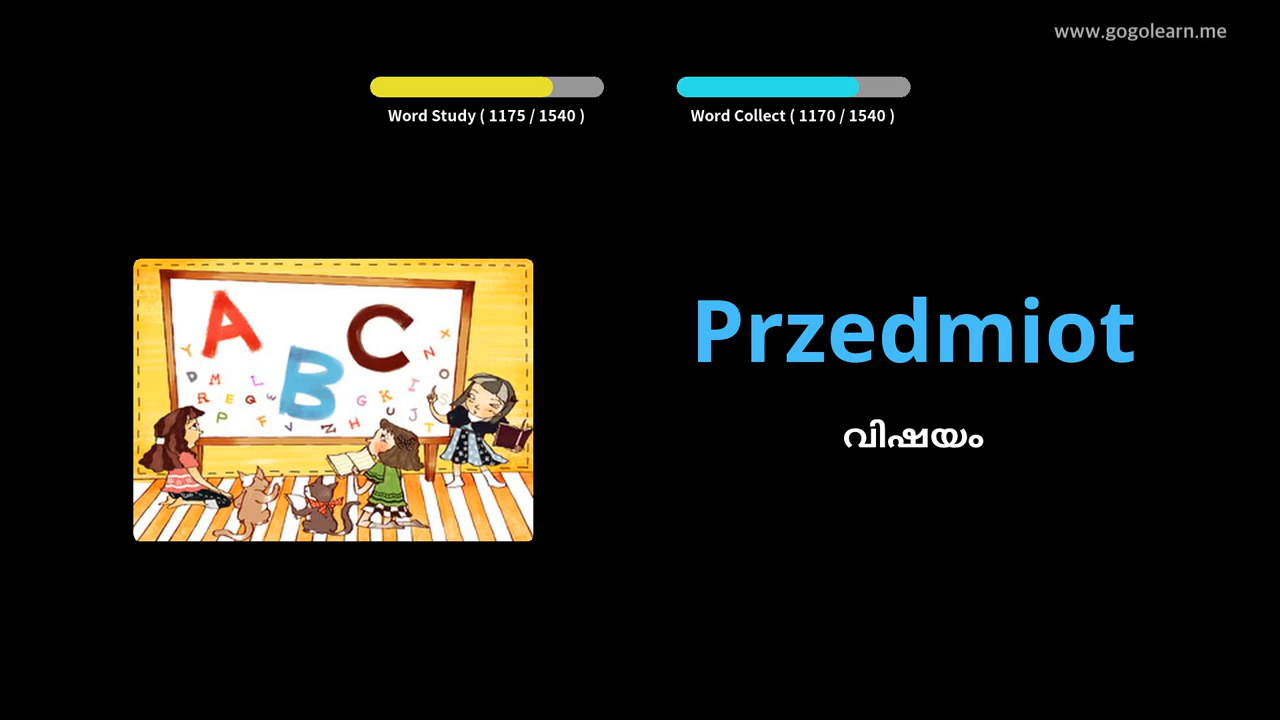 www.gogolearn.me
Word Study ( 1175 / 1540 )
Word Collect ( 1170 / 1540 )
A
C
B
X
Y
N
D M L I O S
R E Q W G K
P F V Z H U J T
Przedmiot
വിഷയം